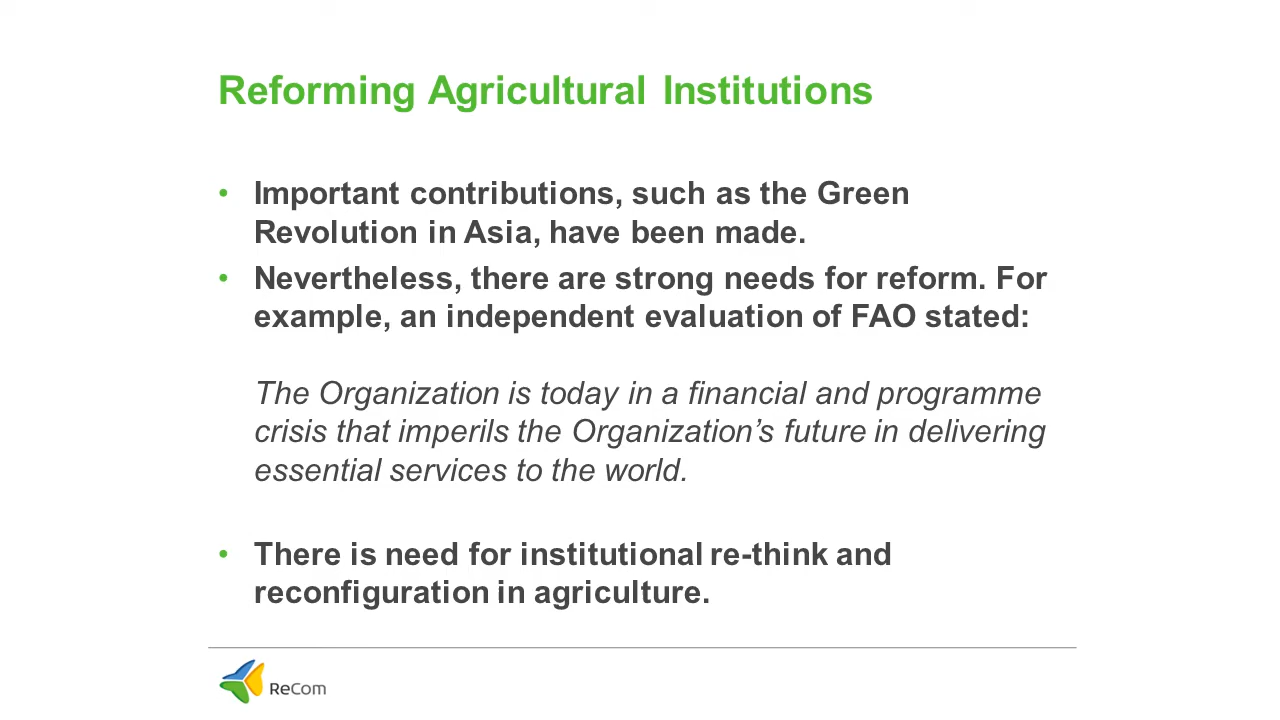 Reforming Agricultural Institutions
• Important contributions, such as the Green
Revolution in Asia, have been made.
• Nevertheless, there are strong needs for reform. For
example, an independent evaluation of FAO stated:
The Organization is today in a financial and programme
crisis that imperils the Organization’s future in delivering
essential services to the world.
• There is need for institutional re-think and
reconfiguration in agriculture.
ReCom